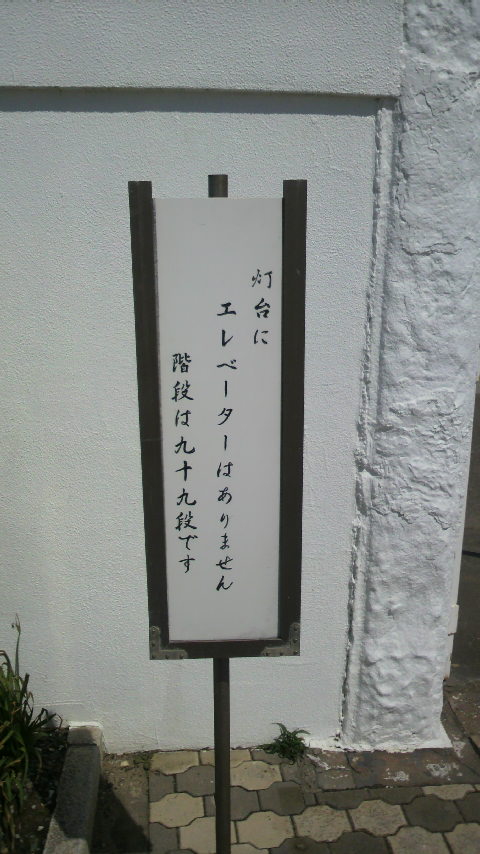 灯台に
エレベーターはありません
階段は九十九段です